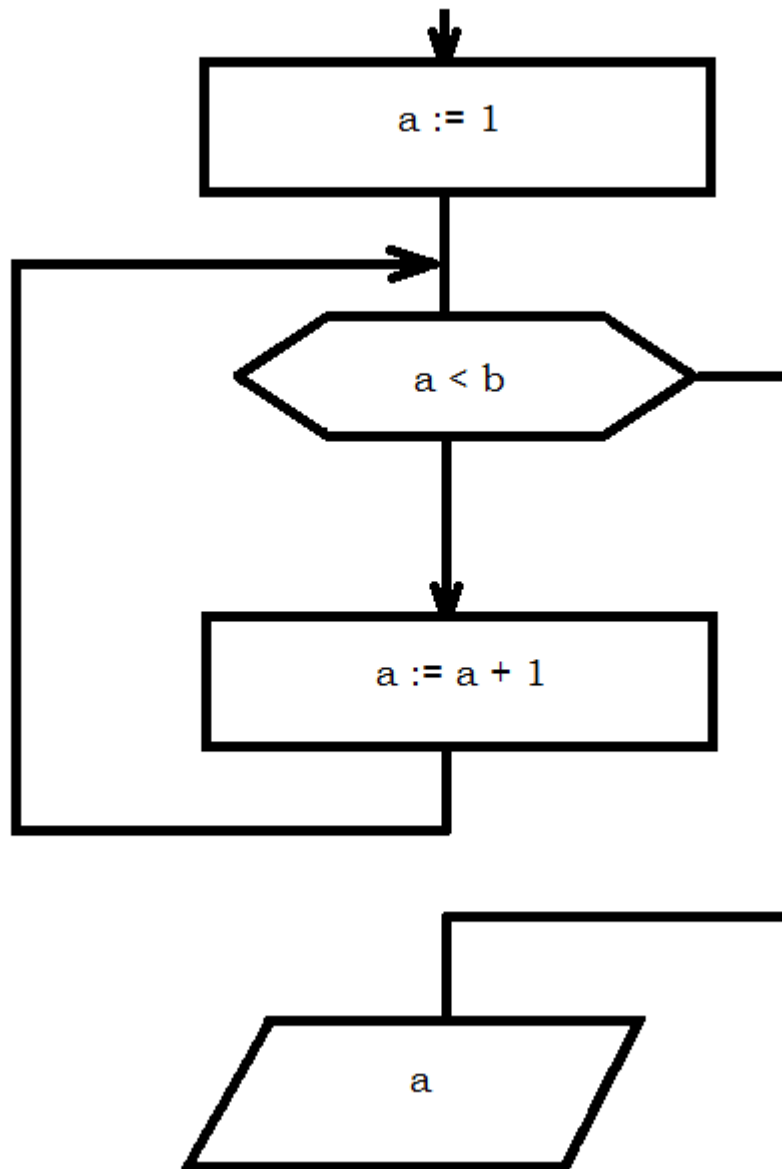 a := 1
a < b
a := a + 1
a